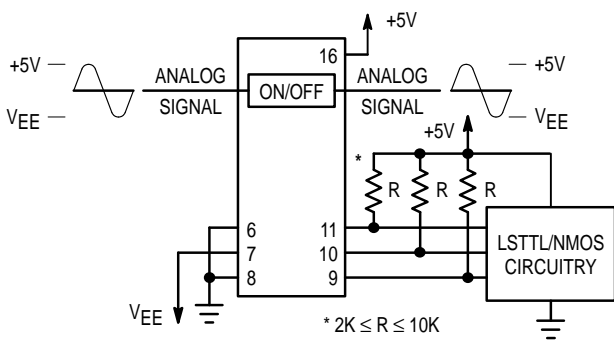 +5V
16
+5V
ANALOG
SIGNAL
ON/OFF
ANALOG
SIGNAL
+5V
VEE
VEE
+5V
*
R
R
R
6
11
7
10
8
9
LSTTL/NMOS
CIRCUITRY
VEE
* 2K ≤ R ≤ 10K